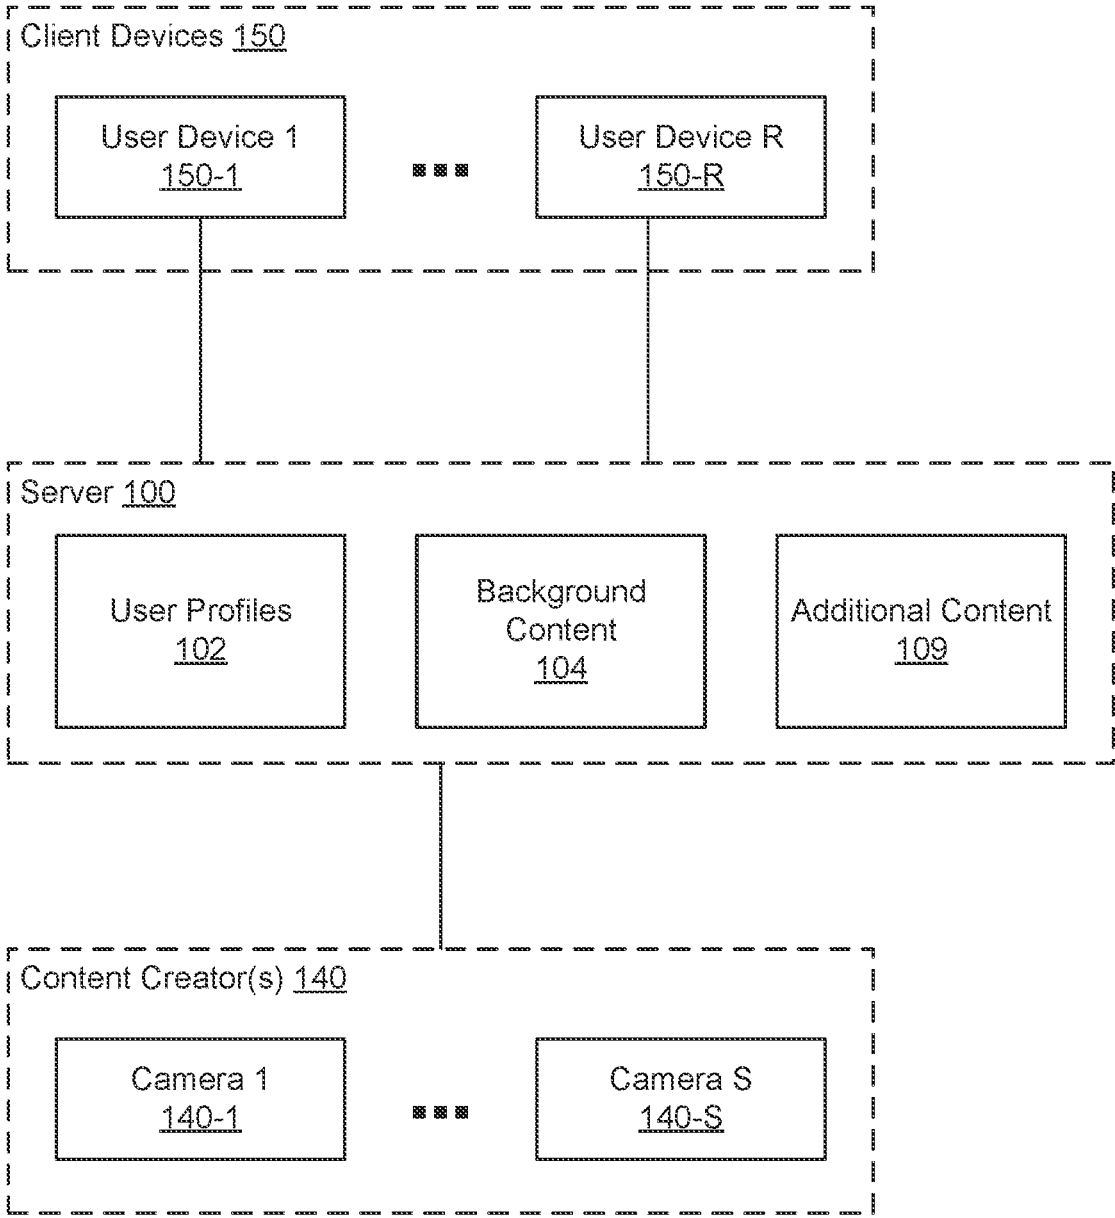 Client Devices 150
User Device 1
150-1
User Device R
150-R
Server 100
User Profiles
102
Background
Content
104
Additional Content
109
Content Creator(s) 140
Camera 1
140-1
Camera S
140-S